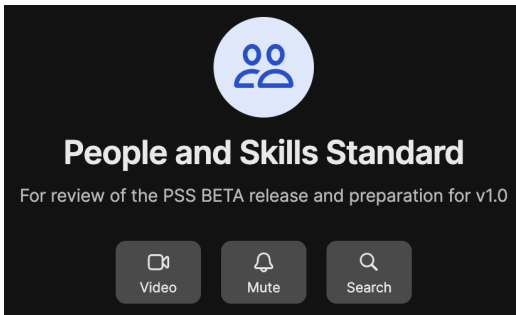 People and Skills Standard
For review of the PSS BETA release and preparation for v1.0
Video Mute Search